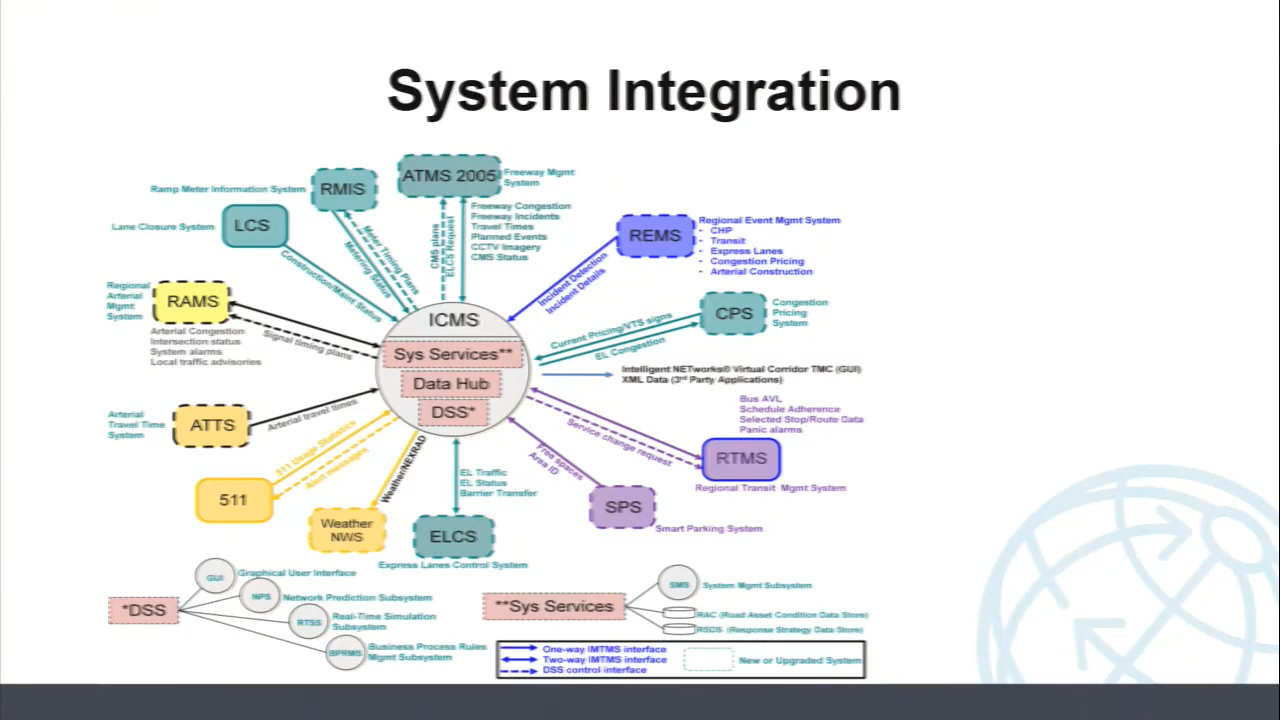 System Integration
ATMS 2005
Freeway Mgmt
System
Ramp Meter Information System
RMIS
Lane Closure System
LCS
Meter Timing Plans
Metering Status
CMS plans
ELCS Request
Freeway Congestion
Freeway Incidents
Travel Times
Planned Events
CCTV Imagery
CMS Status
REMS
Regional Event Mgmt System
• CHP
• Transit
• Express Lanes
• Congestion Pricing
• Arterial Construction
Construction/Maint Status
Incident Detection
Incident Details
Regional
Arterial
Mgmt
System
RAMS
Arterial Congestion
Intersection status
System alarms
Local traffic advisories
Signal timing plans
ICMS
Sys Services**
Data Hub
DSS*
CPS
Congestion
Pricing
System
Current Pricing/VTS signs
EL Congestion
Intelligent NETworks® Virtual Corridor TMC (GUI)
XML Data (3rd Party Applications)
Arterial
Travel Time
System
ATTS
Arterial travel times
Bus AVL
Schedule Adherence
Selected Stop/Route Data
Panic alarms
Service change request
RTMS
Regional Transit Mgmt System
511
511 Usage Statistics
Alert messages
Weather/NEXRAD
Weather
NWS
EL Traffic
EL Status
Barrier Transfer
ELCS
Express Lanes Control System
Free spaces
Area ID
SPS
Smart Parking System
*DSS
GUI
Graphical User Interface
NPS
Network Prediction Subsystem
RTSS
Real-Time Simulation
Subsystem
BPRMS
Business Process Rules
Mgmt Subsystem
**Sys Services
SMS
System Mgmt Subsystem
RAC (Road Asset Condition Data Store)
RSDS (Response Strategy Data Store)
One-way IMTMS interface
Two-way IMTMS interface
DSS control interface
New or Upgraded System